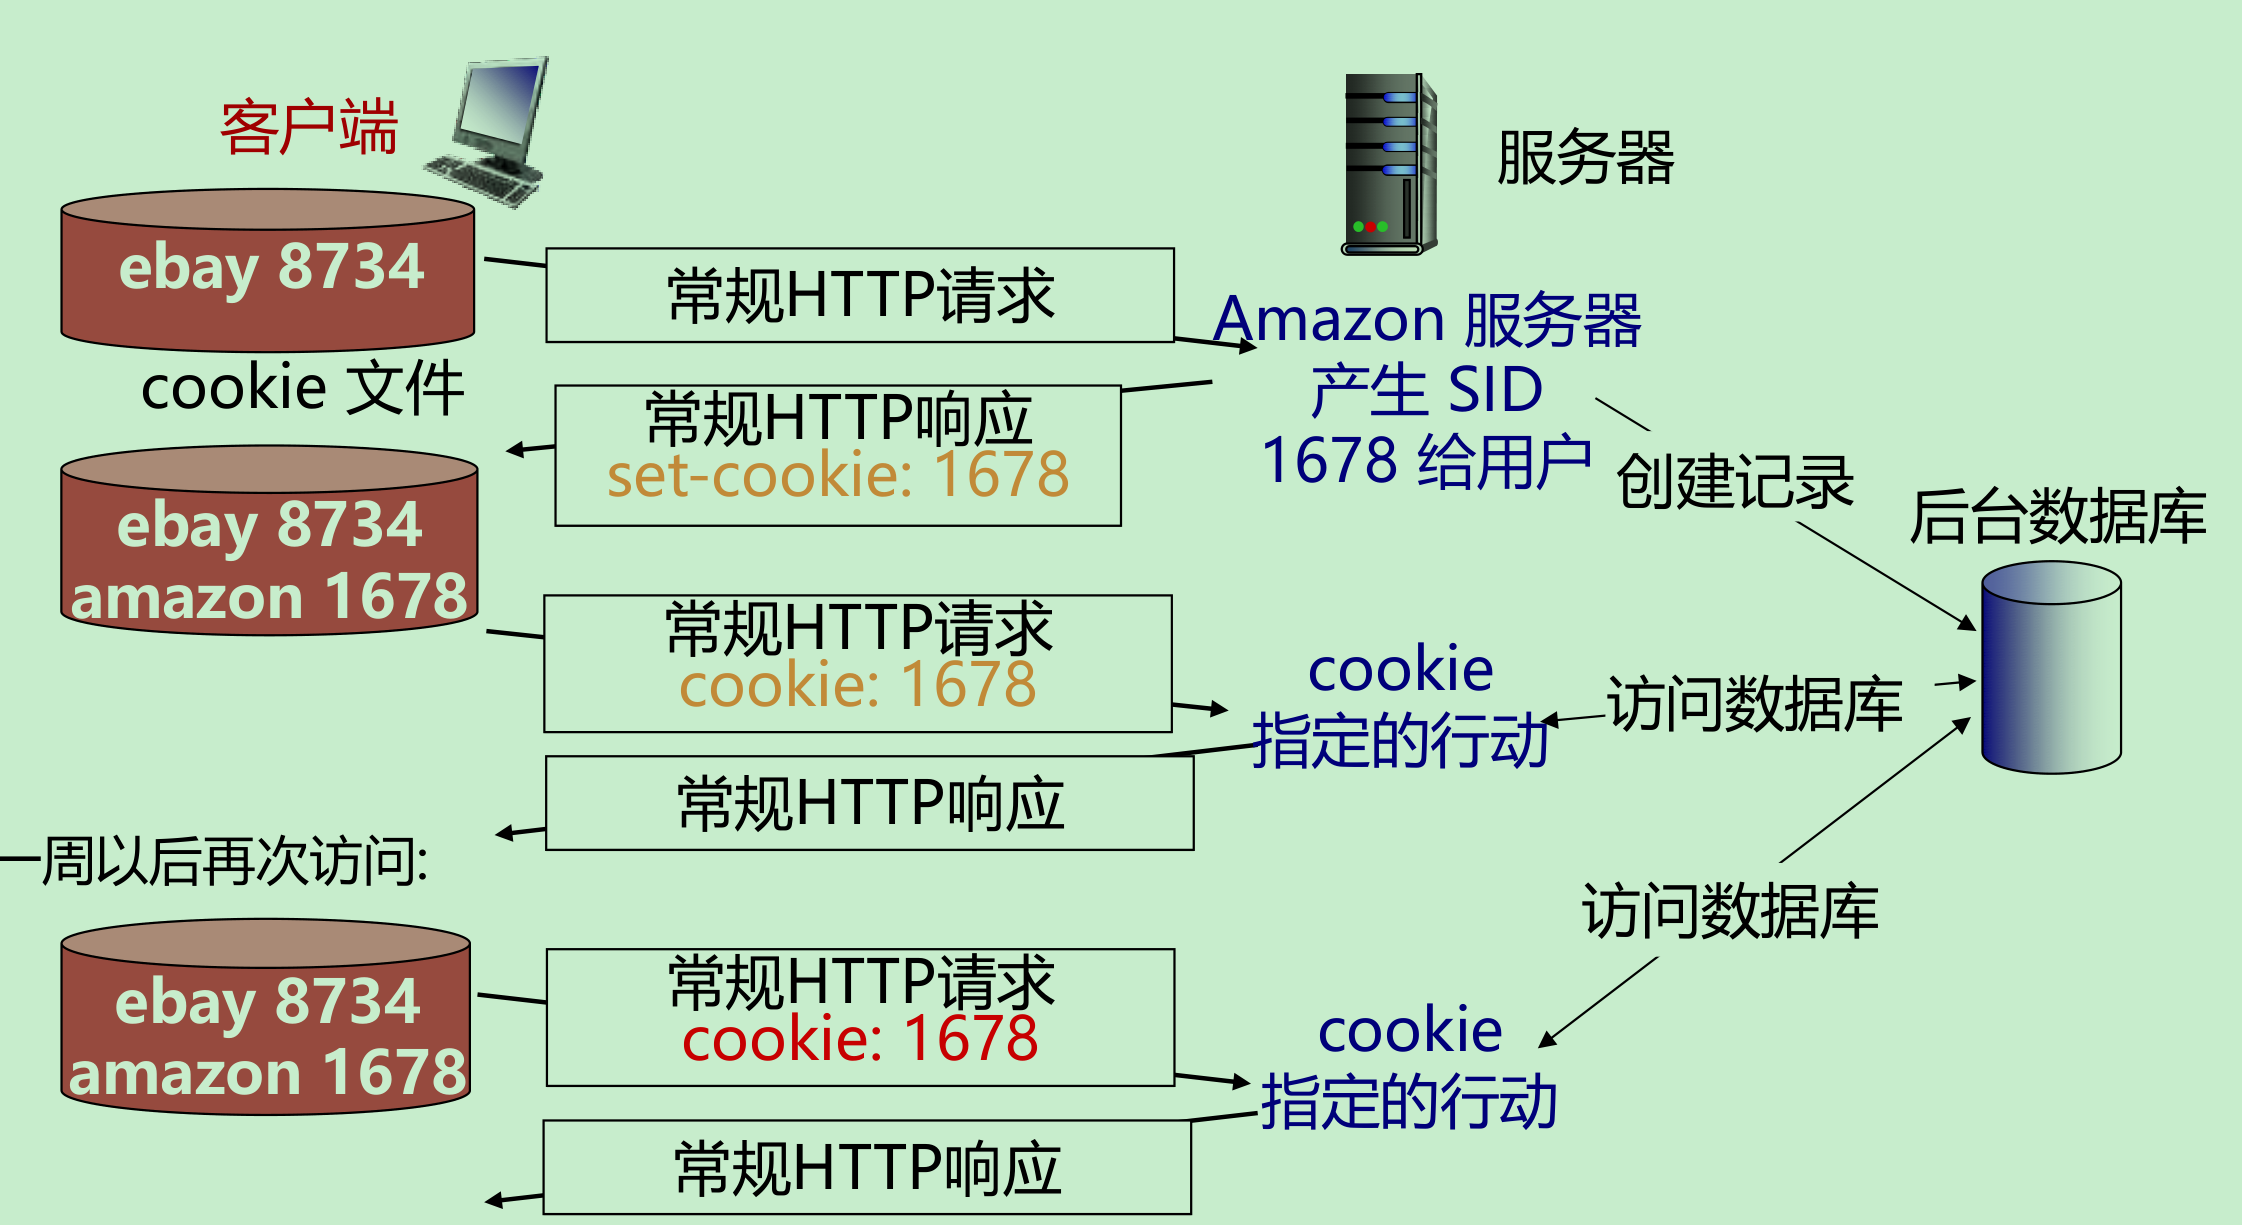 客户端
服务器
ebay 8734
常规HTTP请求
Amazon 服务器
产生 SID
1678 给用户
cookie 文件
常规HTTP响应
set-cookie: 1678
创建记录
后台数据库
ebay 8734
amazon 1678
常规HTTP请求
cookie: 1678
cookie
指定的行动
访问数据库
常规HTTP响应
一周以后再次访问:
访问数据库
ebay 8734
amazon 1678
常规HTTP请求
cookie: 1678
cookie
指定的行动
常规HTTP响应